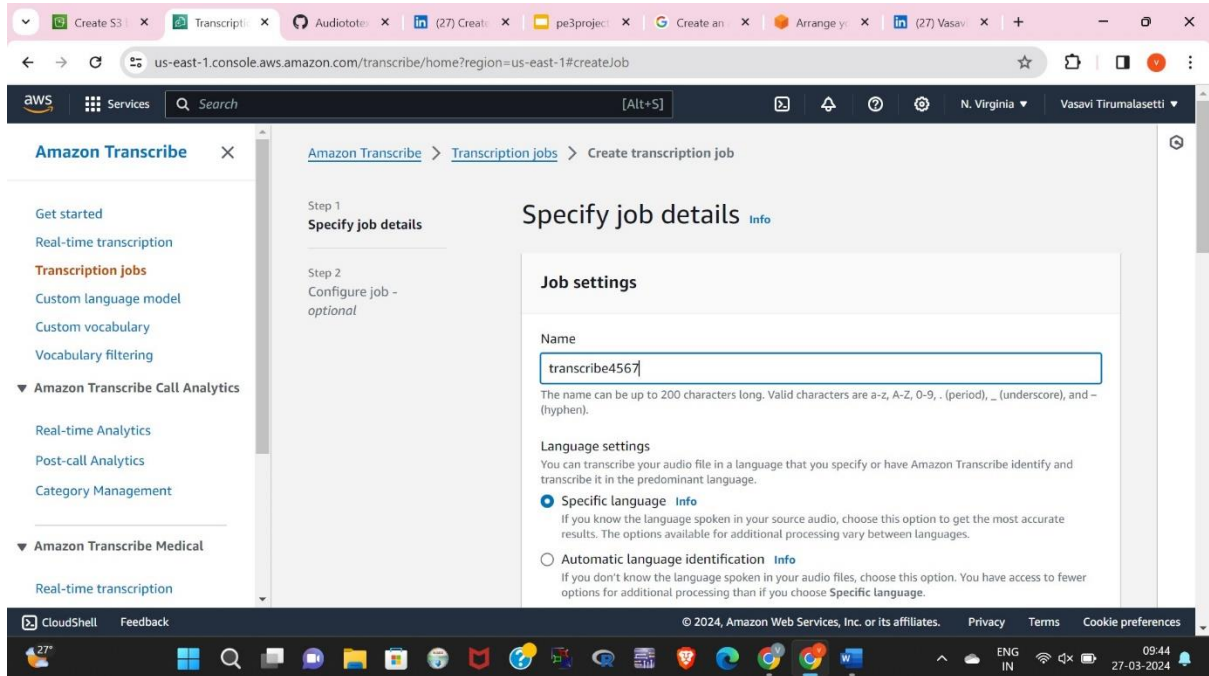 Create S3 l
Transcripti
Audiototex
(27) Create
pe3project
Create an
Arrange yo
(27) Vasav
us-east-1.console.aws.amazon.com/transcribe/home?region=us-east-1#createJob
aws
Services
Search
[Alt+S]
N. Virginia
Vasavi Tirumalasetti
Amazon Transcribe
Get started
Real-time transcription
Transcription jobs
Custom language model
Custom vocabulary
Vocabulary filtering
Amazon Transcribe Call Analytics
Real-time Analytics
Post-call Analytics
Category Management
Amazon Transcribe Medical
Real-time transcription
Amazon Transcribe > Transcription jobs > Create transcription job
Step 1
Specify job details
Step 2
Configure job -
optional
Specify job details Info
Job settings
Name
transcribe4567
The name can be up to 200 characters long. Valid characters are a-z, A-Z, 0-9, . (period), _ (underscore), and –
(hyphen).
Language settings
You can transcribe your audio file in a language that you specify or have Amazon Transcribe identify and
transcribe it in the predominant language.
Specific language Info
If you know the language spoken in your source audio, choose this option to get the most accurate
results. The options available for additional processing vary between languages.
Automatic language identification Info
If you don't know the language spoken in your audio files, choose this option. You have access to fewer
options for additional processing than if you choose Specific language.
CloudShell
Feedback
© 2024, Amazon Web Services, Inc. or its affiliates.
Privacy
Terms
Cookie preferences
27°
ENG
IN
09:44
27-03-2024